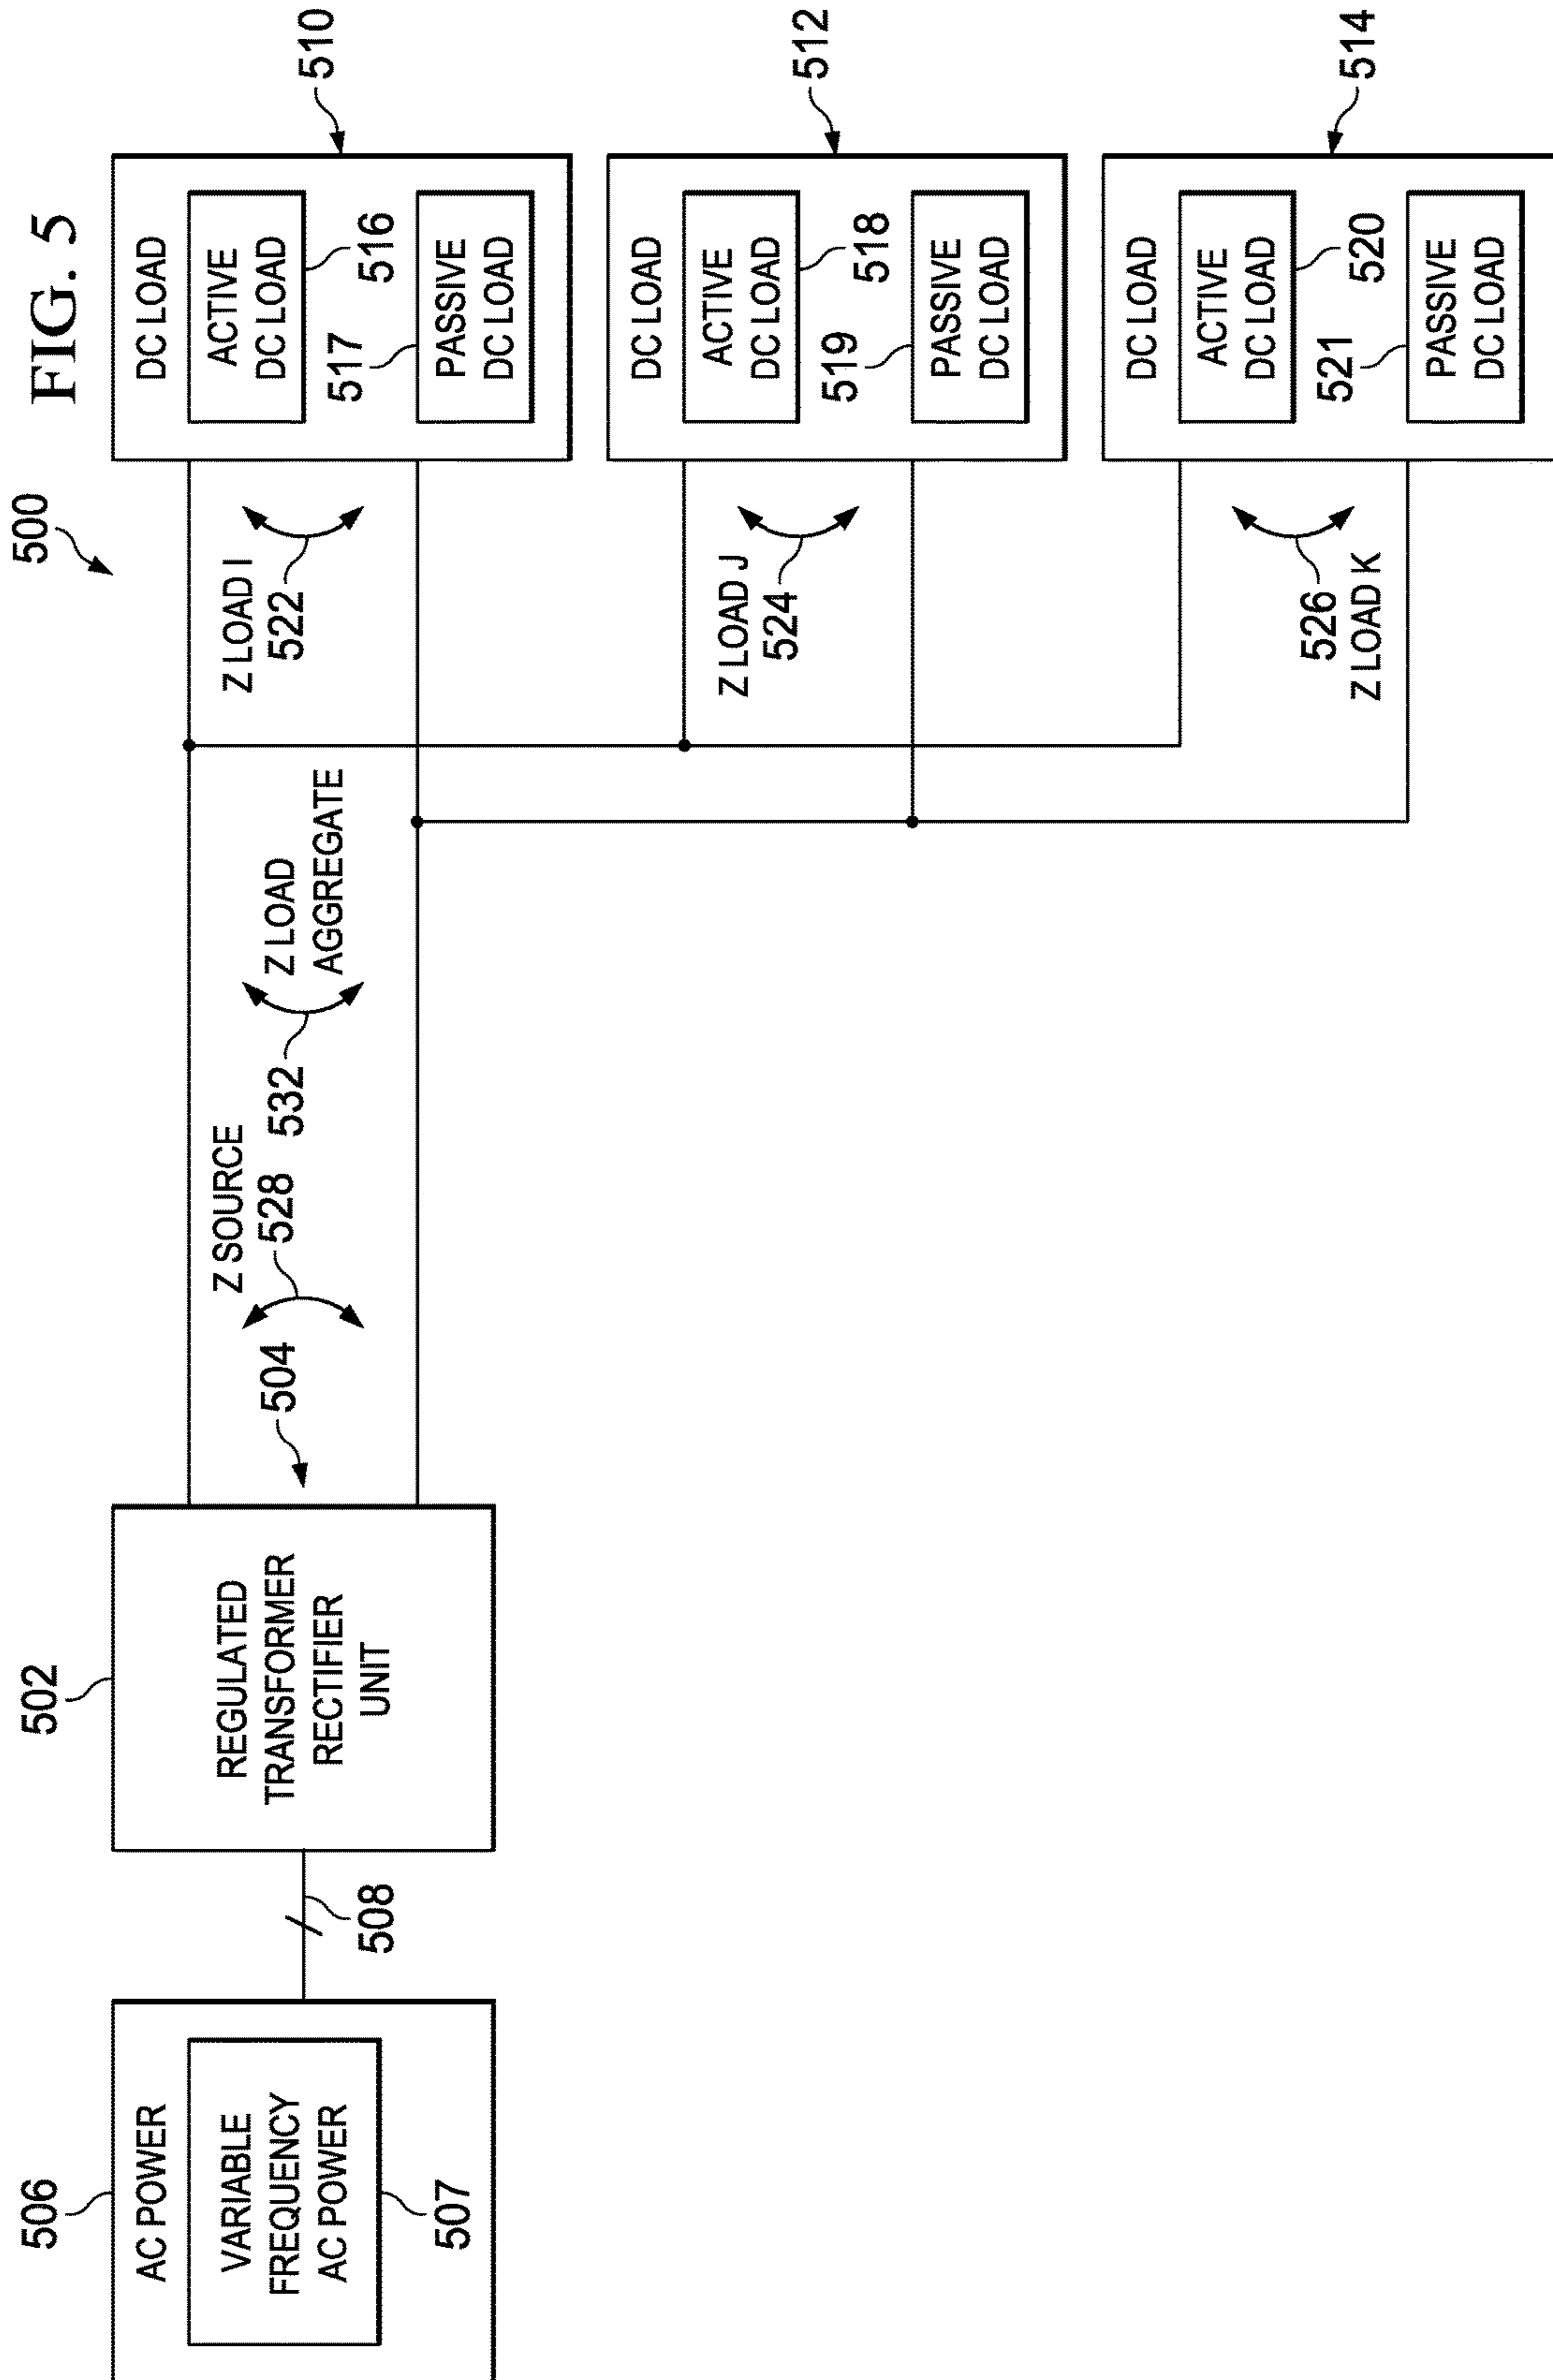 FIG. 5
500
506
AC POWER
VARIABLE
FREQUENCY
AC POWER
507
508
502
REGULATED
TRANSFORMER
RECTIFIER
UNIT
504
Z SOURCE
528
532
Z LOAD
AGGREGATE
Z LOAD I
522
DC LOAD
ACTIVE
DC LOAD
516
517
PASSIVE
DC LOAD
510
Z LOAD J
524
DC LOAD
ACTIVE
DC LOAD
518
519
PASSIVE
DC LOAD
512
526
Z LOAD K
DC LOAD
ACTIVE
DC LOAD
520
521
PASSIVE
DC LOAD
514